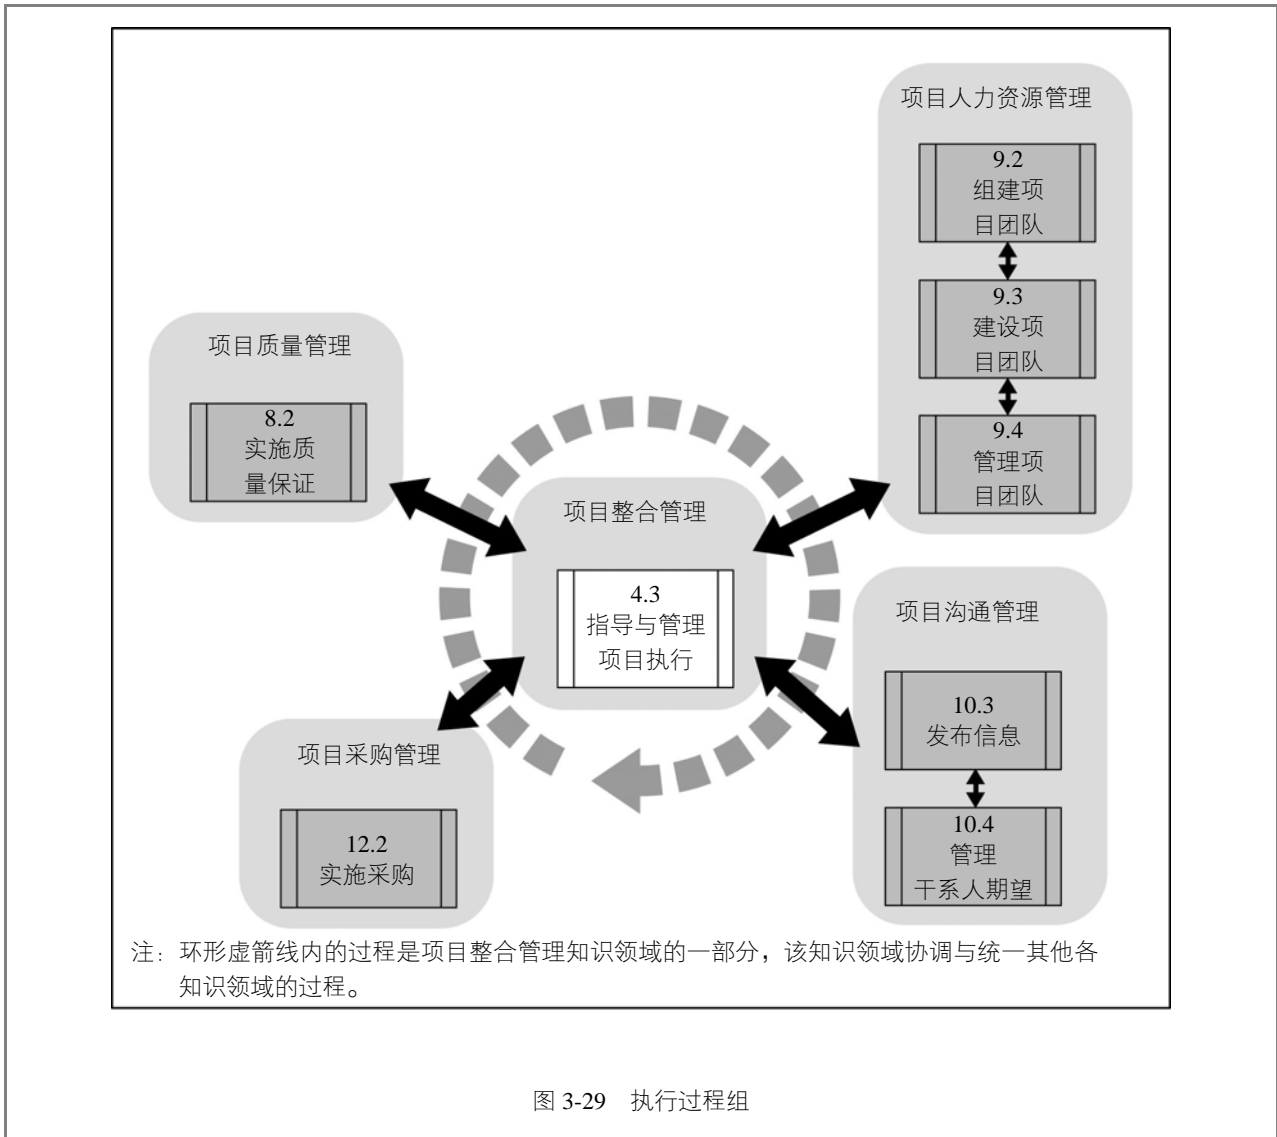 项目人力资源管理
9.2
组建项
目团队
9.3
建设项
目团队
9.4
管理项
目团队
项目质量管理
8.2
实施质
量保证
项目整合管理
4.3
指导与管理
项目执行
项目沟通管理
10.3
发布信息
10.4
管理
干系人期望
项目采购管理
12.2
实施采购
注：环形虚箭线内的过程是项目整合管理知识领域的一部分，该知识领域协调与统一其他各
知识领域的过程。
图 3-29 执行过程组